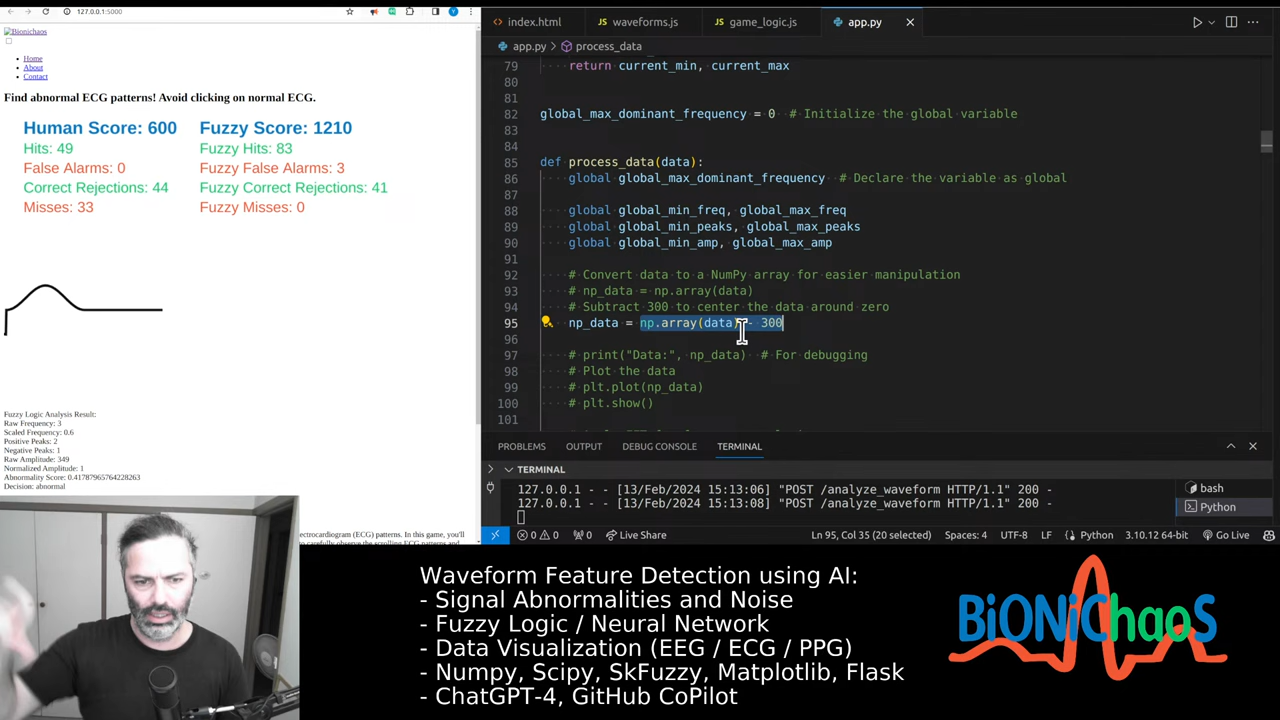 127.0.0.1:5000
Bionichaos
Home
About
Contact
Find abnormal ECG patterns! Avoid clicking on normal ECG.
Human Score: 600
Hits: 49
False Alarms: 0
Correct Rejections: 44
Misses: 33
Fuzzy Score: 1210
Fuzzy Hits: 83
Fuzzy False Alarms: 3
Fuzzy Correct Rejections: 41
Fuzzy Misses: 0
Fuzzy Logic Analysis Result:
Raw Frequency: 3
Scaled Frequency: 0.6
Positive Peaks: 2
Negative Peaks: 1
Raw Amplitude: 349
Normalized Amplitude: 1
Abnormality Score: 0.41787965764228263
Decision: abnormal
ectrocardiogram (ECG) patterns. In this game, you'll
index.html
JS waveforms.js
JS game_logic.js
app.py
app.py > process_data
79 return current_min, current_max
80
81
82 global_max_dominant_frequency = 0 # Initialize the global variable
83
84
85 def process_data(data):
86 global global_max_dominant_frequency # Declare the variable as global
87
88 global global_min_freq, global_max_freq
89 global global_min_peaks, global_max_peaks
90 global global_min_amp, global_max_amp
91
92 # Convert data to a NumPy array for easier manipulation
93 # np_data = np.array(data)
94 # Subtract 300 to center the data around zero
95 np_data = np.array(data) - 300
96
97 # print("Data:", np_data) # For debugging
98 # Plot the data
99 # plt.plot(np_data)
100 # plt.show()
101
PROBLEMS OUTPUT DEBUG CONSOLE TERMINAL
TERMINAL
127.0.0.1 - - [13/Feb/2024 15:13:06] "POST /analyze_waveform HTTP/1.1" 200 -
127.0.0.1 - - [13/Feb/2024 15:13:08] "POST /analyze_waveform HTTP/1.1" 200 -
bash
Python
0 0 0 Live Share Ln 95, Col 35 (20 selected) Spaces: 4 UTF-8 LF Python 3.10.12 64-bit Go Live
Waveform Feature Detection using AI:
- Signal Abnormalities and Noise
- Fuzzy Logic / Neural Network
- Data Visualization (EEG / ECG / PPG)
- Numpy, Scipy, SkFuzzy, Matplotlib, Flask
- ChatGPT-4, GitHub CoPilot
BiONiChaoS